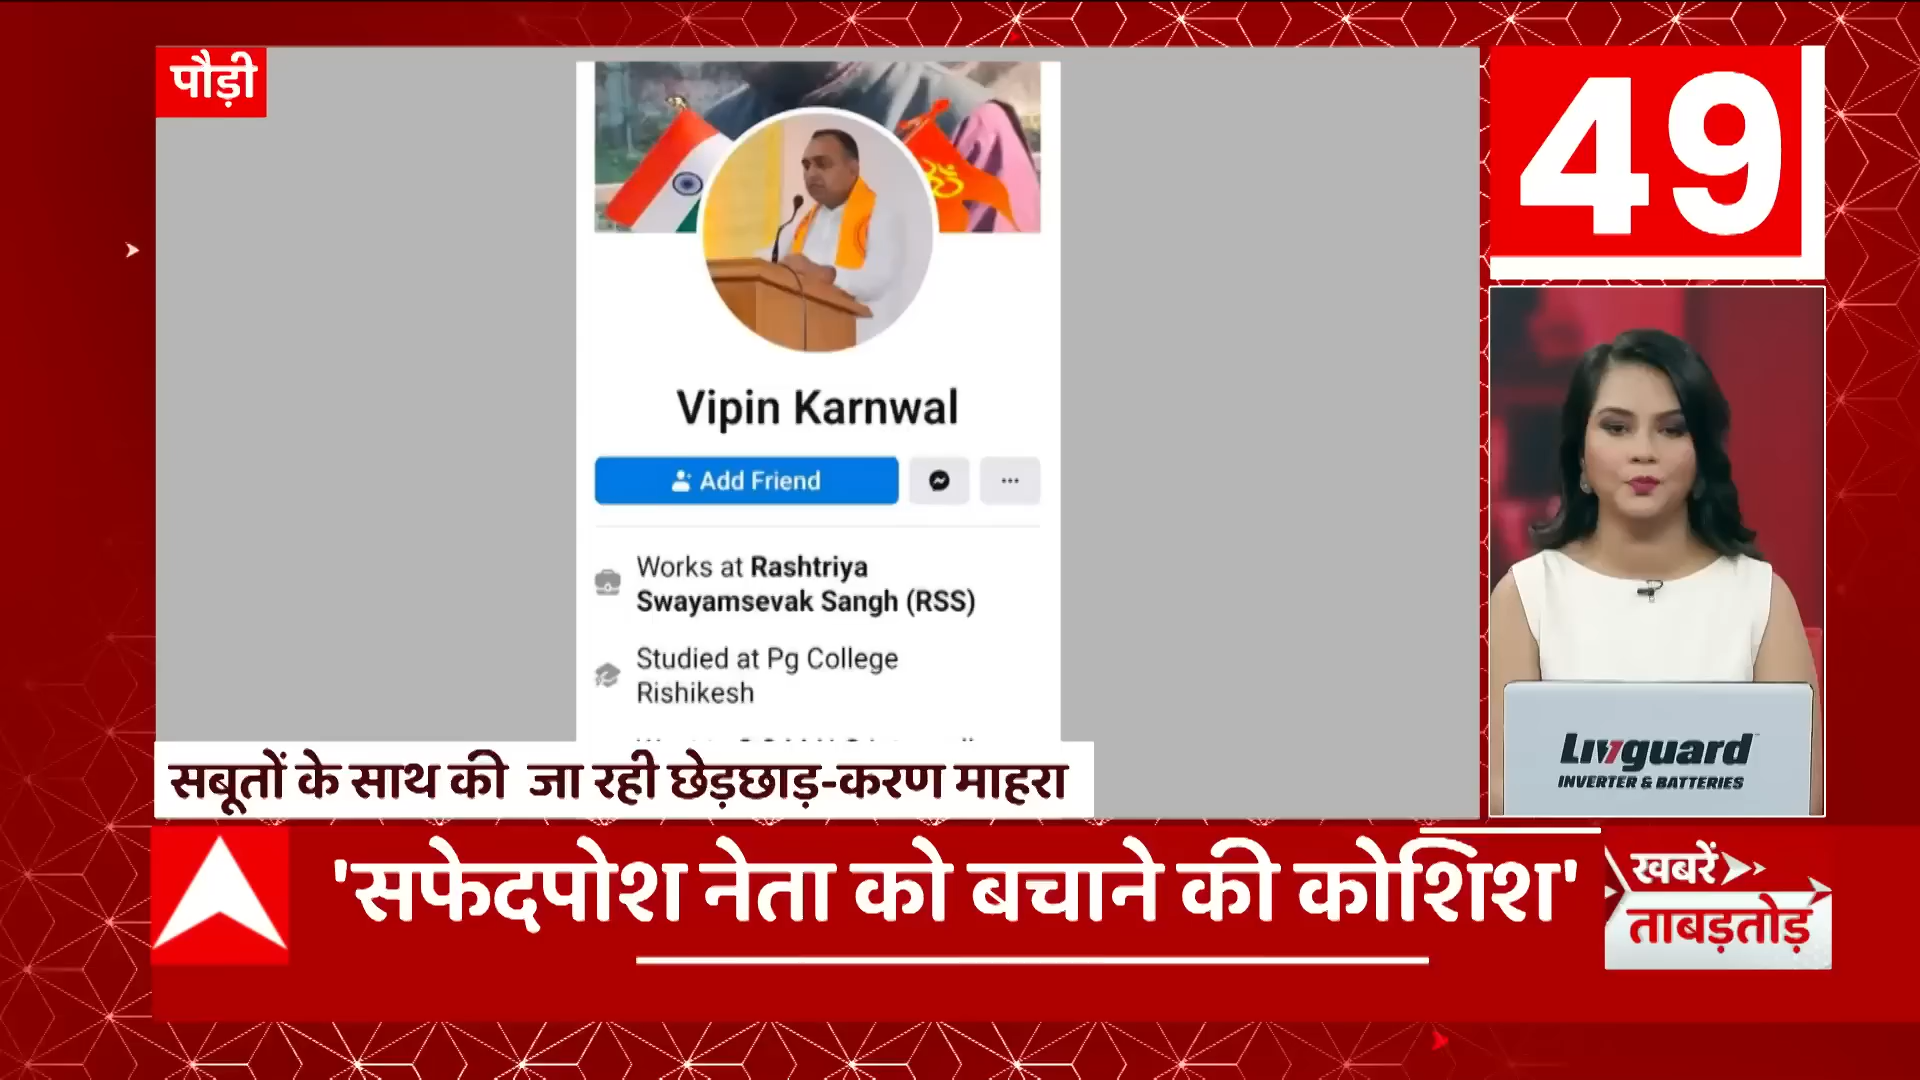 पौड़ी
49
Vipin Karnwal
Add Friend
Works at Rashtriya
Swayamsevak Sangh (RSS)
Studied at Pg College
Rishikesh
सबूतों के साथ की जा रही छेड़छाड़-करण माहरा
'सफेदपोश नेता को बचाने की कोशिश'
खबरें
ताबड़तोड़
Livguard
INVERTER & BATTERIES